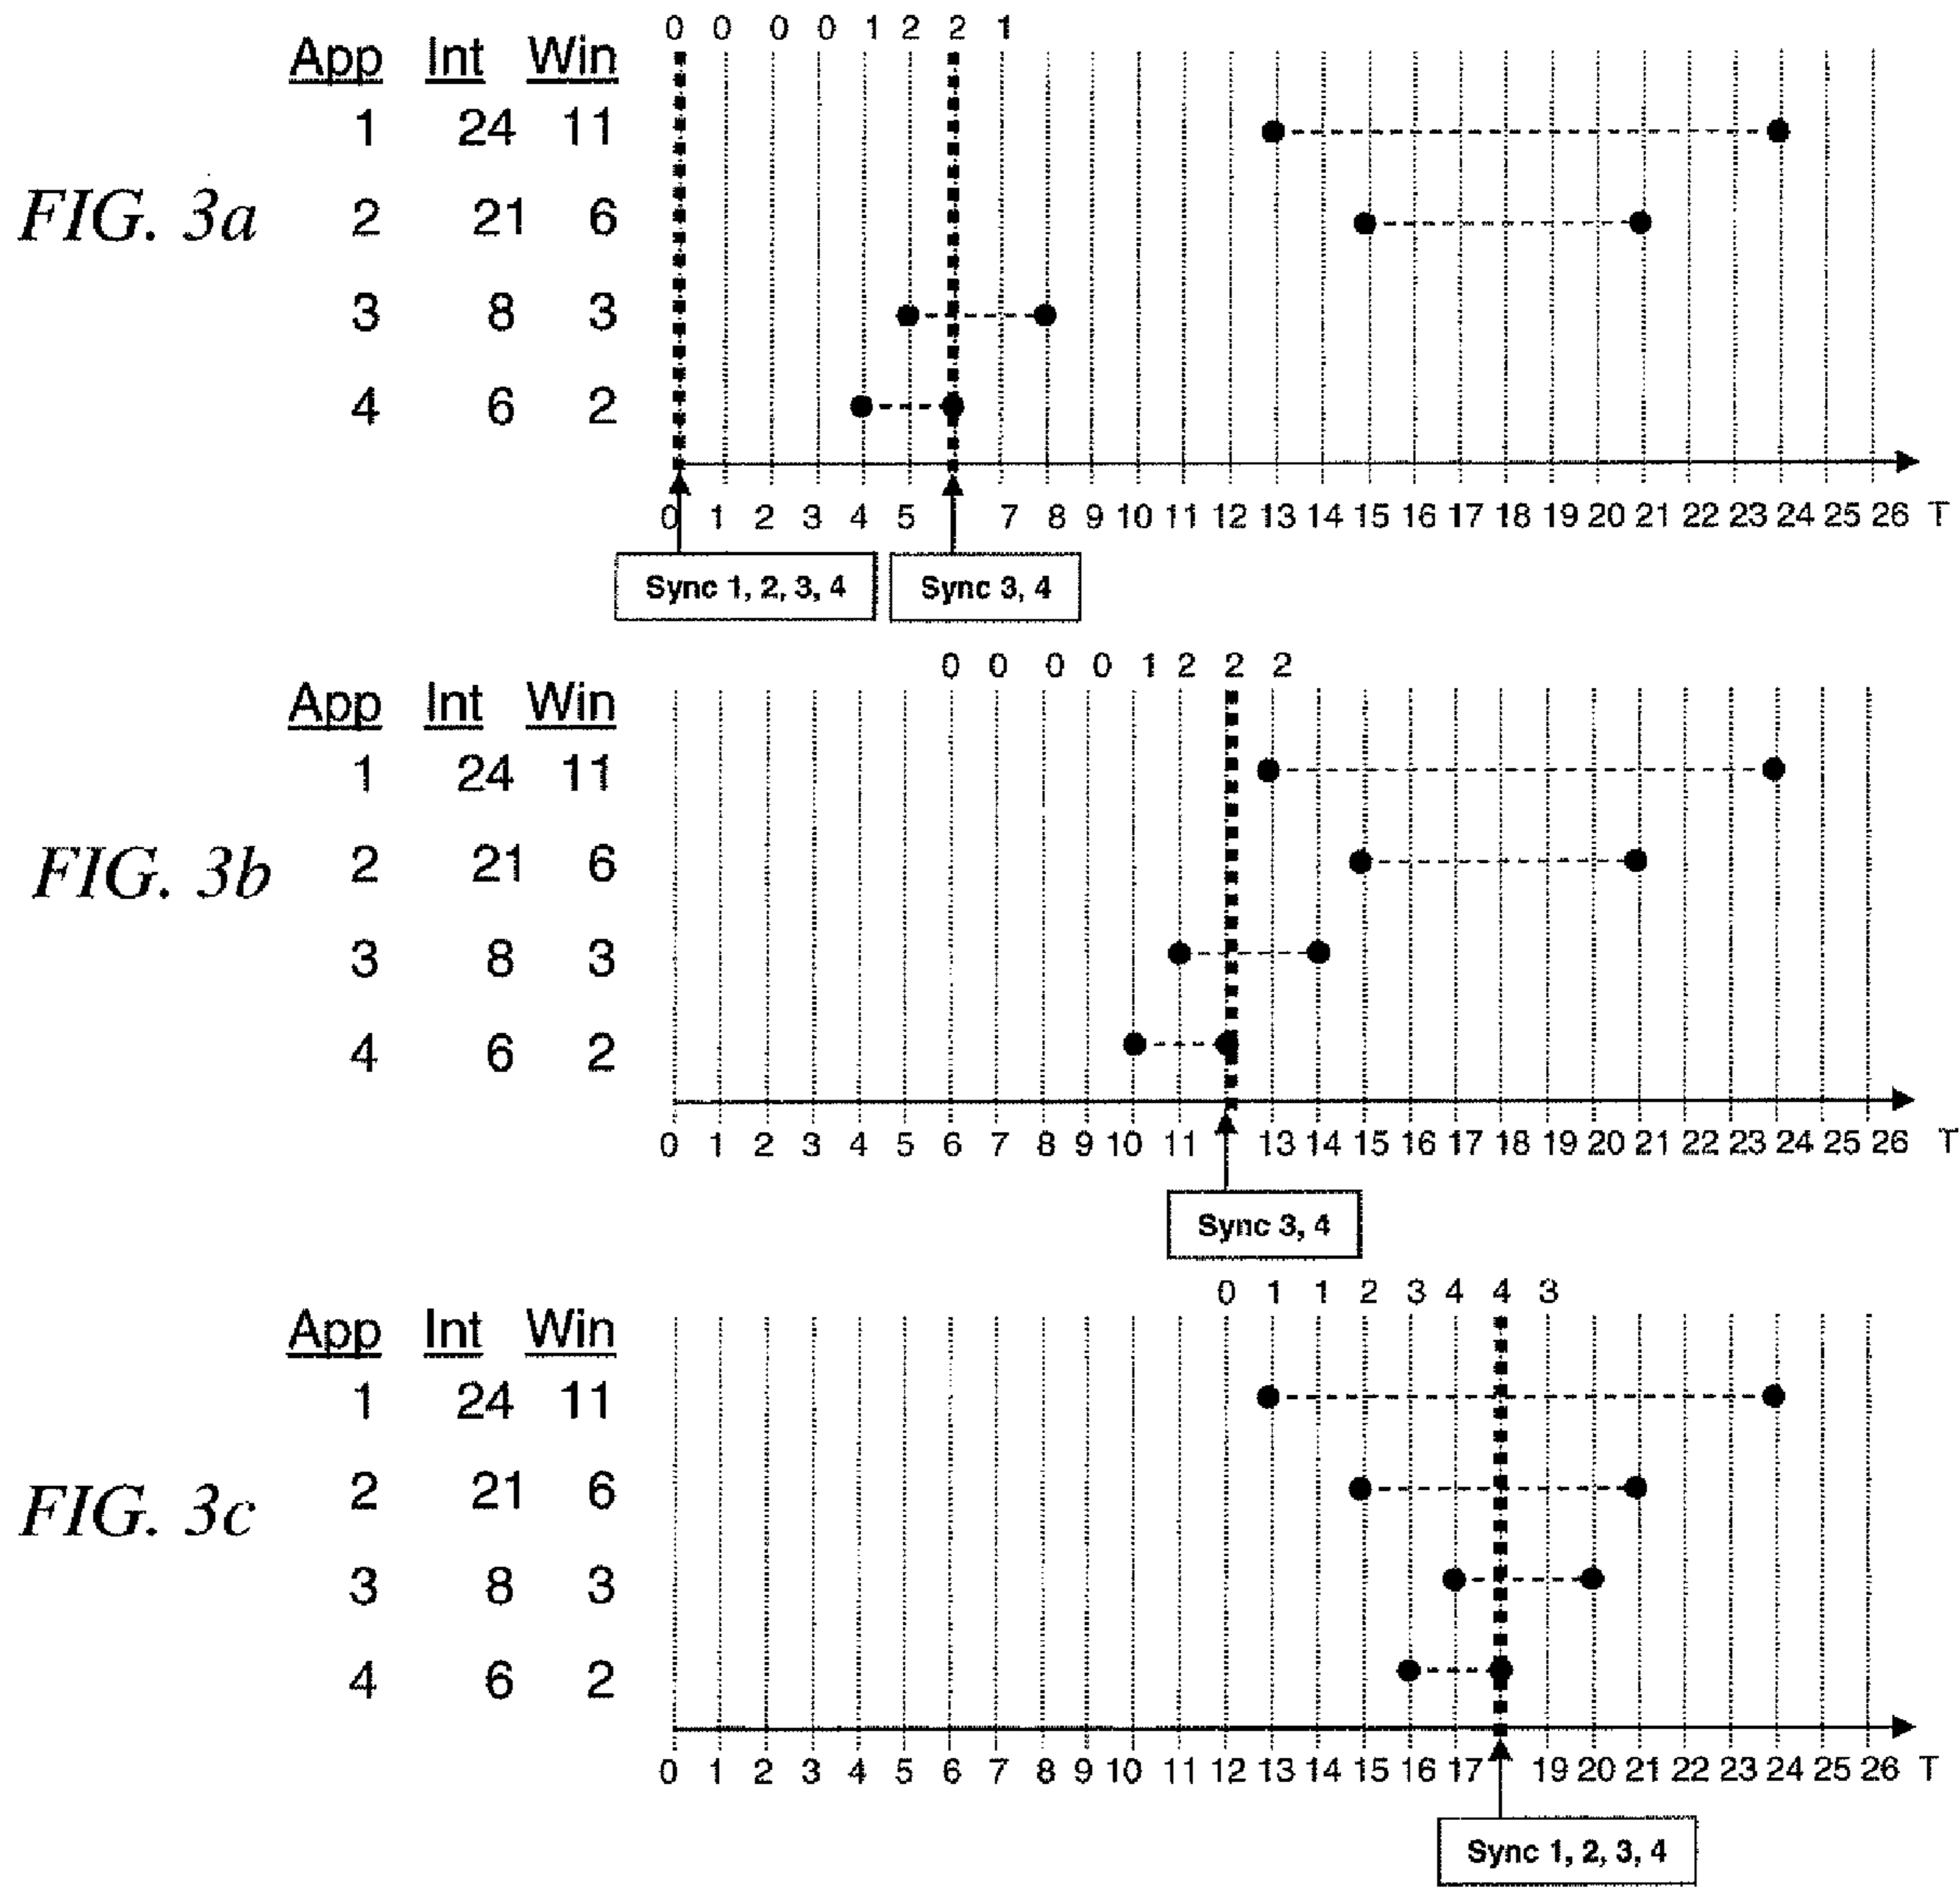 0 0 0 0 1 2 2 1
App Int Win
1 24 11
FIG. 3a 2 21 6
3 8 3
4 6 2
0 1 2 3 4 5 7 8 9 10 11 12 13 14 15 16 17 18 19 20 21 22 23 24 25 26 T
Sync 1, 2, 3, 4 Sync 3, 4
0 0 0 0 1 2 2 2
App Int Win
1 24 11
FIG. 3b 2 21 6
3 8 3
4 6 2
0 1 2 3 4 5 6 7 8 9 10 11 13 14 15 16 17 18 19 20 21 22 23 24 25 26 T
Sync 3, 4
0 1 1 2 3 4 4 3
App Int Win
1 24 11
FIG. 3c 2 21 6
3 8 3
4 6 2
0 1 2 3 4 5 6 7 8 9 10 11 12 13 14 15 16 17 19 20 21 22 23 24 25 26 T
Sync 1, 2, 3, 4